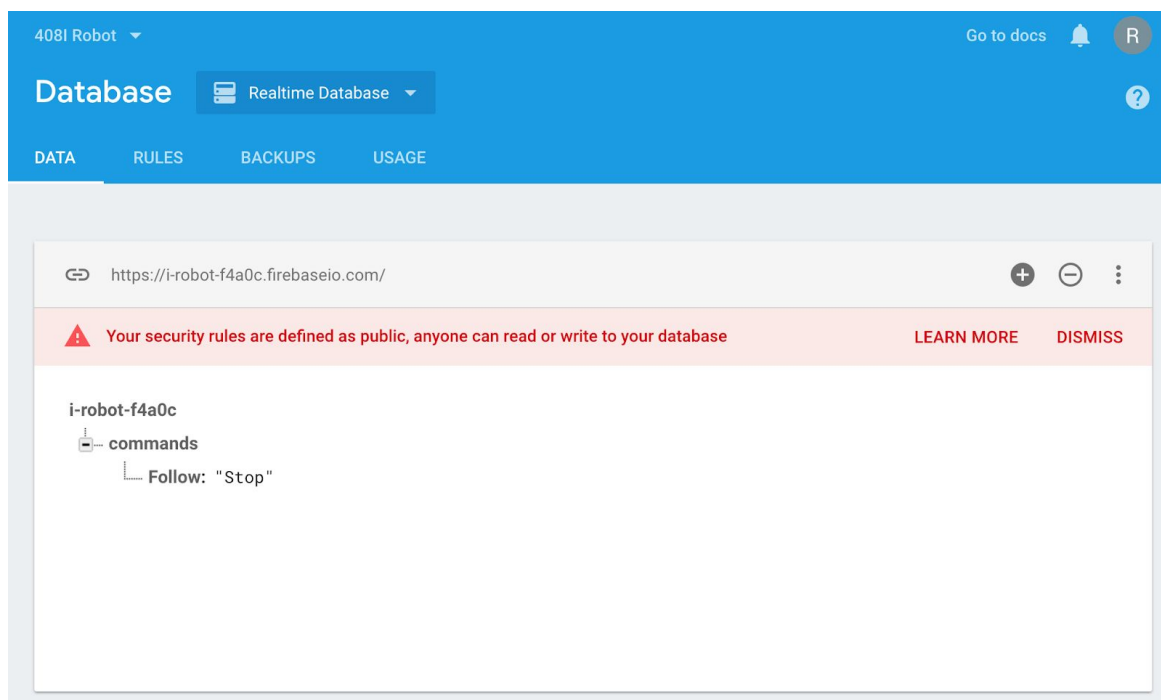 408I Robot
Go to docs
R
Database
Realtime Database
?
DATA RULES BACKUPS USAGE
https://i-robot-f4a0c.firebaseio.com/
Your security rules are defined as public, anyone can read or write to your database LEARN MORE DISMISS
i-robot-f4a0c
commands
Follow: "Stop"